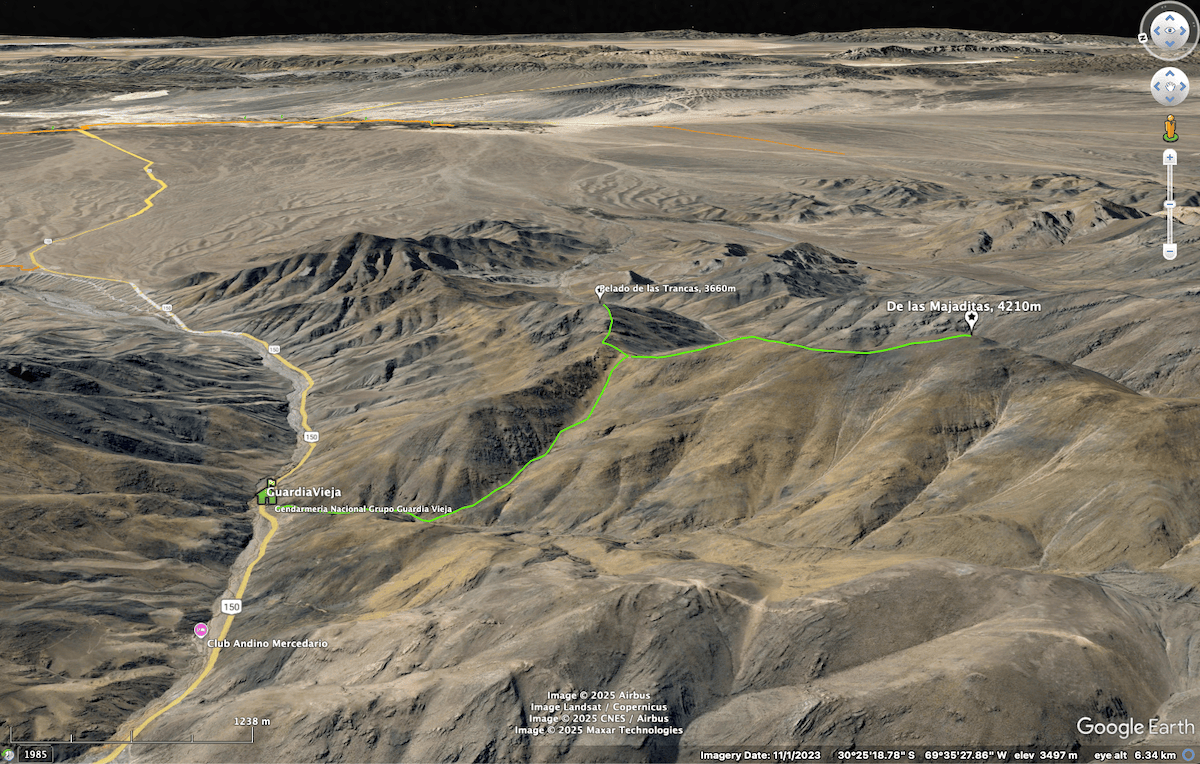 Pelado de las Trancas, 3660m
De las Majaditas, 4210m
150
150
150
GuardiaVieja
Gendarmeria Nacional Grupo Guardia Vieja
150
Club Andino Mercedario
Image © 2025 Airbus
Image Landsat / Copernicus
Image © 2025 CNES / Airbus
Image © 2025 Maxar Technologies
1238 m
Google Earth
1985
Imagery Date: 11/1/2023 30°25'18.78" S 69°35'27.86" W elev 3497 m eye alt 6.34 km